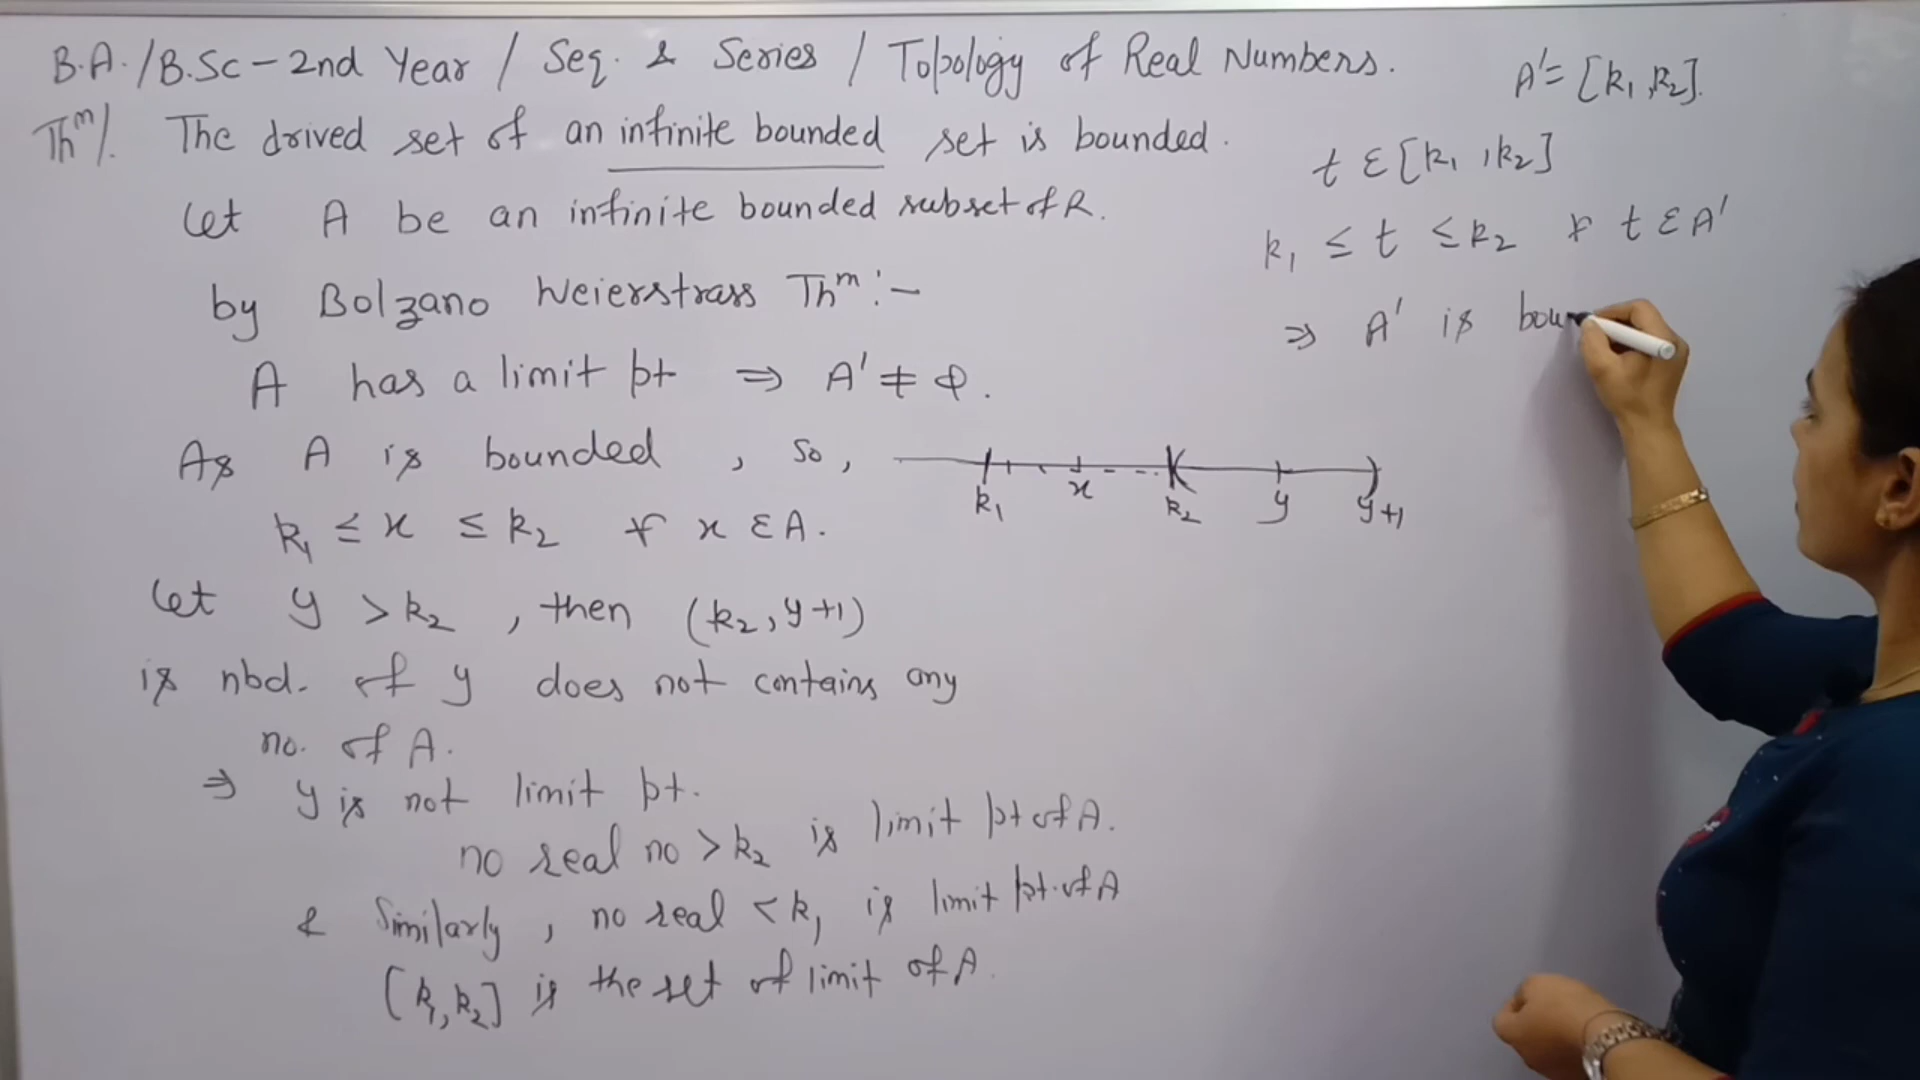 B.A./B.Sc-2nd Year / Seq. & Series / Topology of Real Numbers.
Thm/. The drived set of an infinite bounded set is bounded.
Let A be an infinite bounded subset of R.
by Bolzano Weierstrass Thm :-
A has a limit pt ⇒ A' ≠ φ.
As A is bounded , so ,
k₁ ≤ x ≤ k₂ ∀ x ∈ A.
Let y > k₂ , then (k₂, y+1)
is nbd. of y does not contains any
no. of A.
⇒ y is not limit pt.
no real no > k₂ is limit pt of A.
& Similarly , no real < k₁ is limit pt. of A
[k₁, k₂] is the set of limit of A.
k₁ x k₂ y y+1
A' = [k₁, k₂].
t ∈ [k₁, k₂]
k₁ ≤ t ≤ k₂ ∀ t ∈ A'
⇒ A' is bou